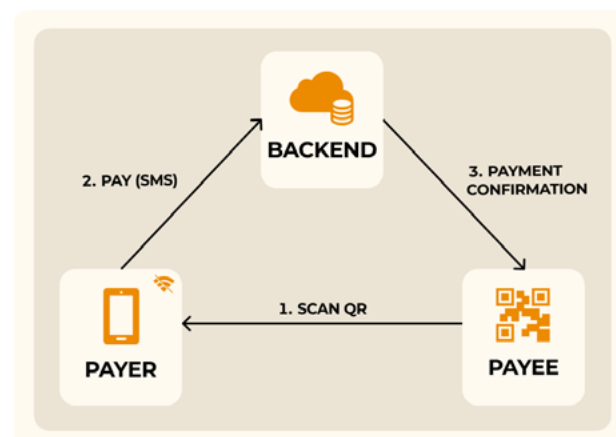 BACKEND
2. PAY (SMS)
3. PAYMENT
CONFIRMATION
1. SCAN QR
PAYER
PAYEE